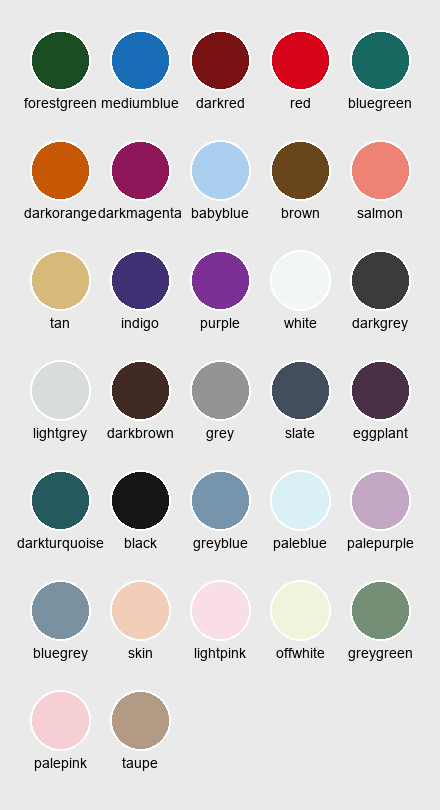 forestgreen mediumblue darkred red bluegreen
darkorange darkmagenta babyblue brown salmon
tan indigo purple white darkgrey
lightgrey darkbrown grey slate eggplant
darkturquoise black greyblue paleblue palepurple
bluegrey skin lightpink offwhite greygreen
palepink taupe